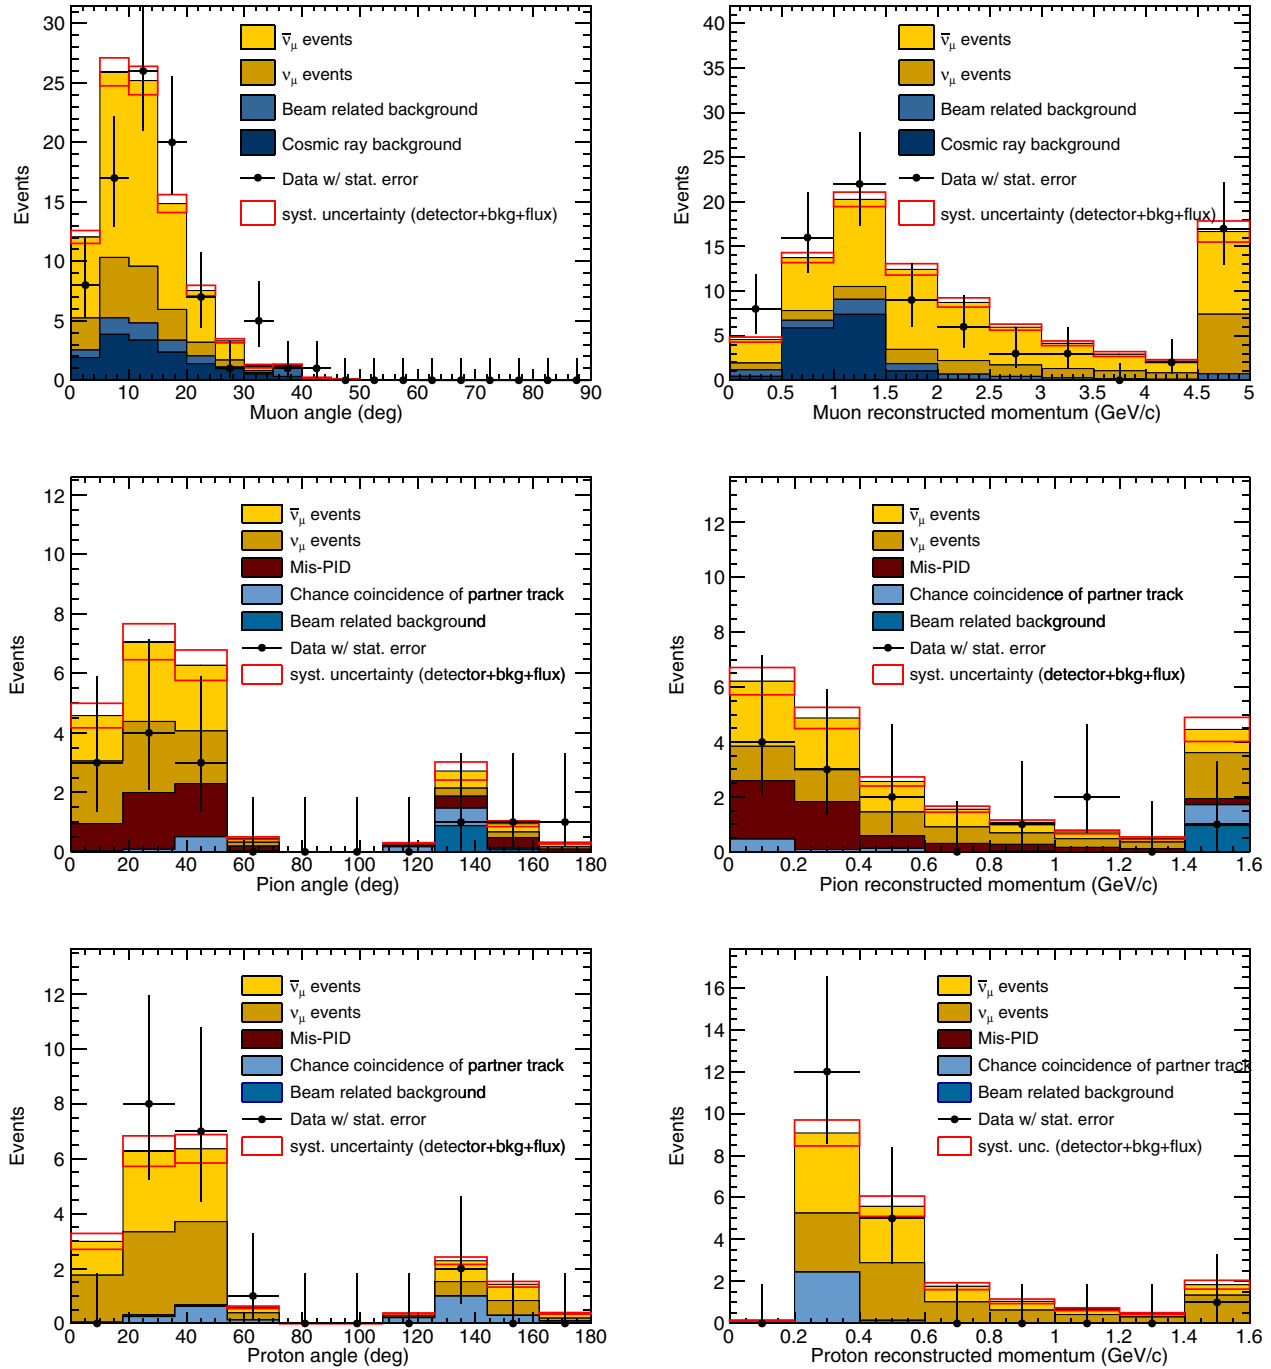 30
25
20
15
10
5
0
Events
ν̄μ events
νμ events
Beam related background
Cosmic ray background
Data w/ stat. error
syst. uncertainty (detector+bkg+flux)
0 10 20 30 40 50 60 70 80 90
Muon angle (deg)
40
35
30
25
20
15
10
5
0
Events
ν̄μ events
νμ events
Beam related background
Cosmic ray background
Data w/ stat. error
syst. uncertainty (detector+bkg+flux)
0 0.5 1 1.5 2 2.5 3 3.5 4 4.5 5
Muon reconstructed momentum (GeV/c)
12
10
8
6
4
2
0
Events
ν̄μ events
νμ events
Mis-PID
Chance coincidence of partner track
Beam related background
Data w/ stat. error
syst. uncertainty (detector+bkg+flux)
0 20 40 60 80 100 120 140 160 180
Pion angle (deg)
12
10
8
6
4
2
0
Events
ν̄μ events
νμ events
Mis-PID
Chance coincidence of partner track
Beam related background
Data w/ stat. error
syst. uncertainty (detector+bkg+flux)
0 0.2 0.4 0.6 0.8 1 1.2 1.4 1.6
Pion reconstructed momentum (GeV/c)
12
10
8
6
4
2
0
Events
ν̄μ events
νμ events
Mis-PID
Chance coincidence of partner track
Beam related background
Data w/ stat. error
syst. uncertainty (detector+bkg+flux)
0 20 40 60 80 100 120 140 160 180
Proton angle (deg)
16
14
12
10
8
6
4
2
0
Events
ν̄μ events
νμ events
Mis-PID
Chance coincidence of partner track
Beam related background
Data w/ stat. error
syst. unc. (detector+bkg+flux)
0 0.2 0.4 0.6 0.8 1 1.2 1.4 1.6
Proton reconstructed momentum (GeV/c)